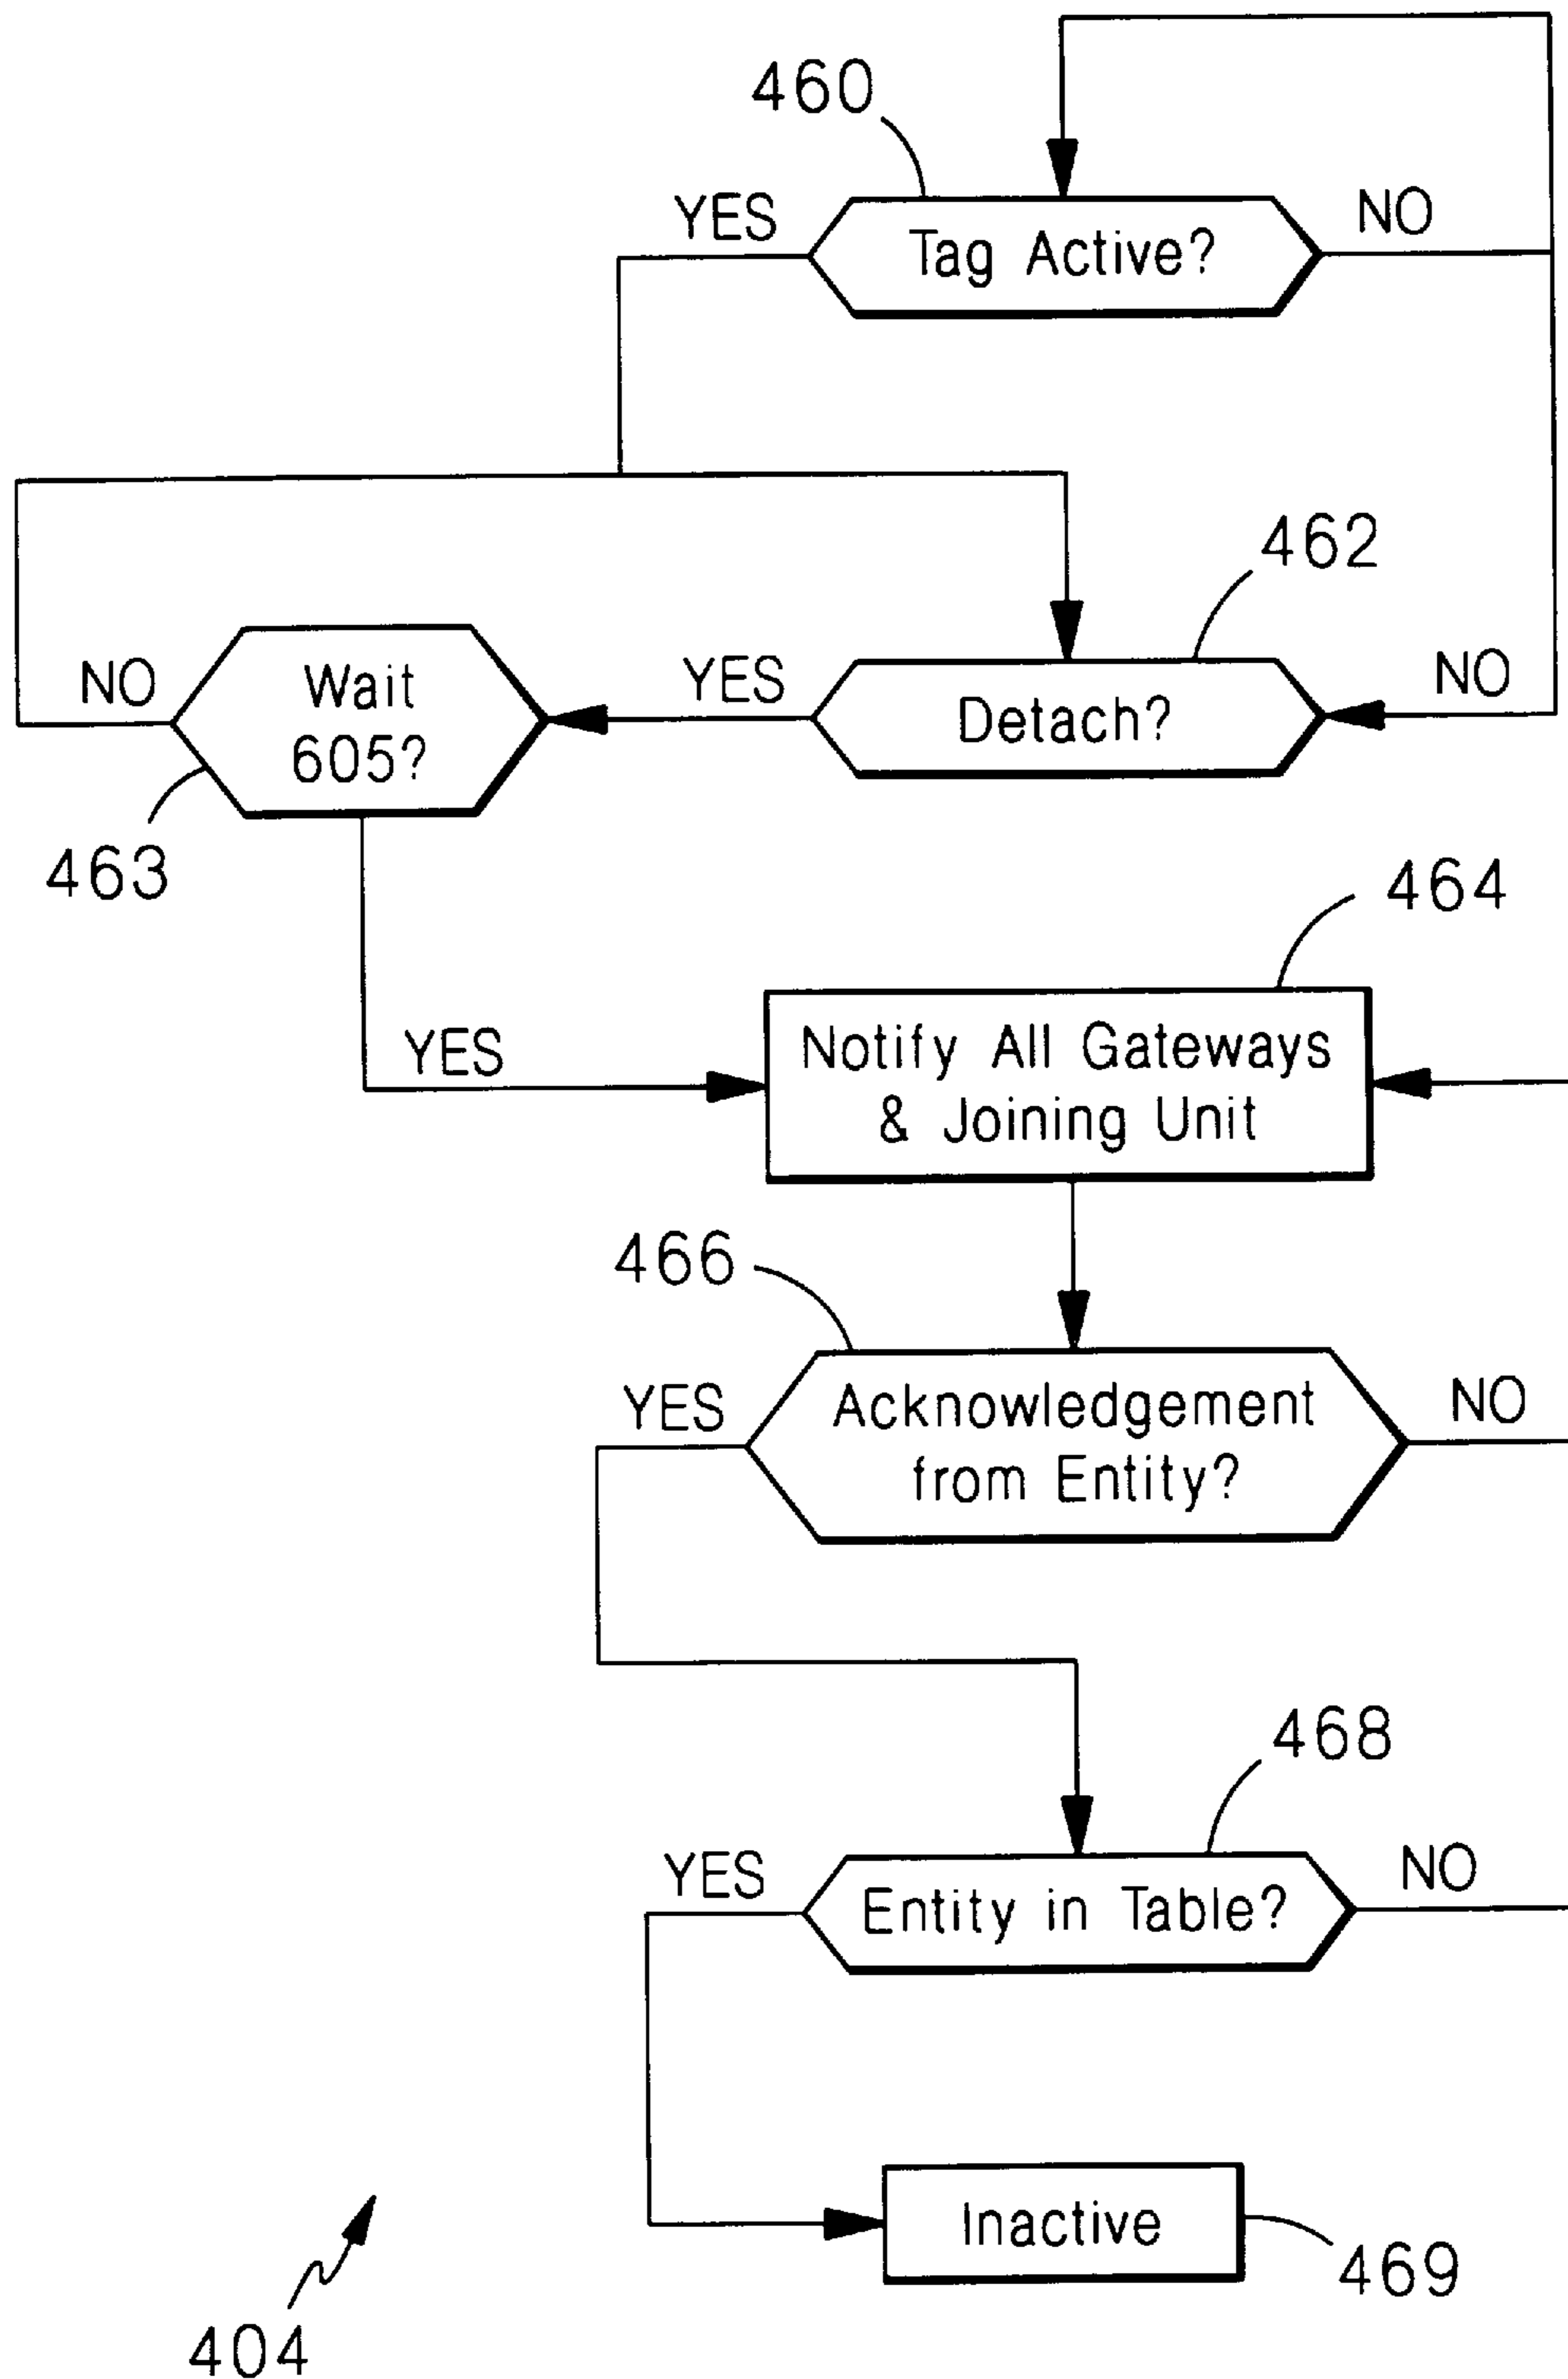 460
YES
Tag Active?
NO
462
NO
Wait
605?
YES
Detach?
NO
463
464
YES
Notify All Gateways
& Joining Unit
466
YES
Acknowledgement
from Entity?
NO
468
YES
Entity in Table?
NO
Inactive
469
404